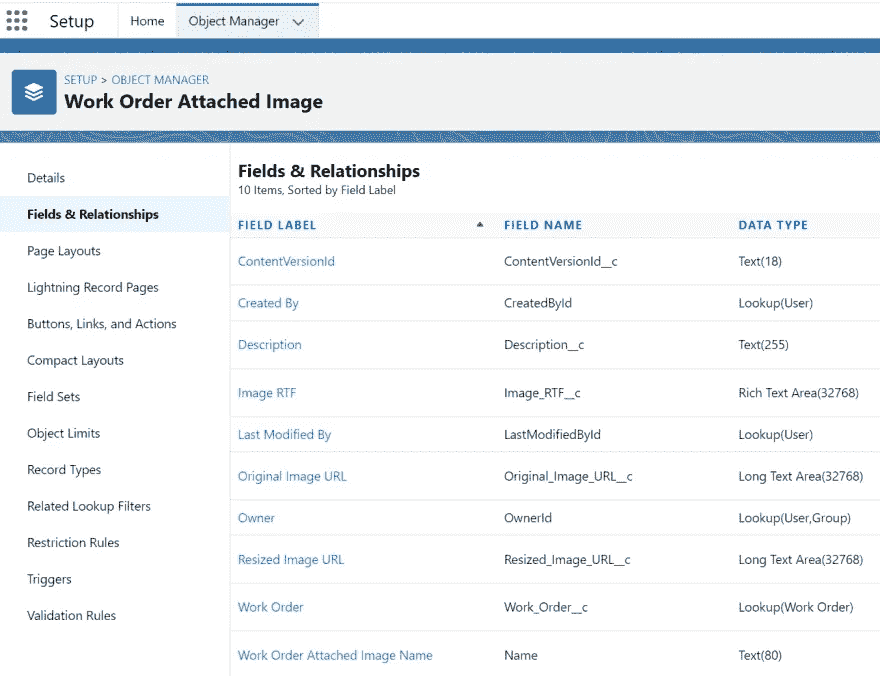 Setup Home Object Manager
SETUP > OBJECT MANAGER
Work Order Attached Image
Details
Fields & Relationships
Page Layouts
Lightning Record Pages
Buttons, Links, and Actions
Compact Layouts
Field Sets
Object Limits
Record Types
Related Lookup Filters
Restriction Rules
Triggers
Validation Rules
Fields & Relationships
10 Items, Sorted by Field Label
FIELD LABEL FIELD NAME DATA TYPE
ContentVersionId ContentVersionId__c Text(18)
Created By CreatedById Lookup(User)
Description Description__c Text(255)
Image RTF Image_RTF__c Rich Text Area(32768)
Last Modified By LastModifiedById Lookup(User)
Original Image URL Original_Image_URL__c Long Text Area(32768)
Owner OwnerId Lookup(User,Group)
Resized Image URL Resized_Image_URL__c Long Text Area(32768)
Work Order Work_Order__c Lookup(Work Order)
Work Order Attached Image Name Name Text(80)